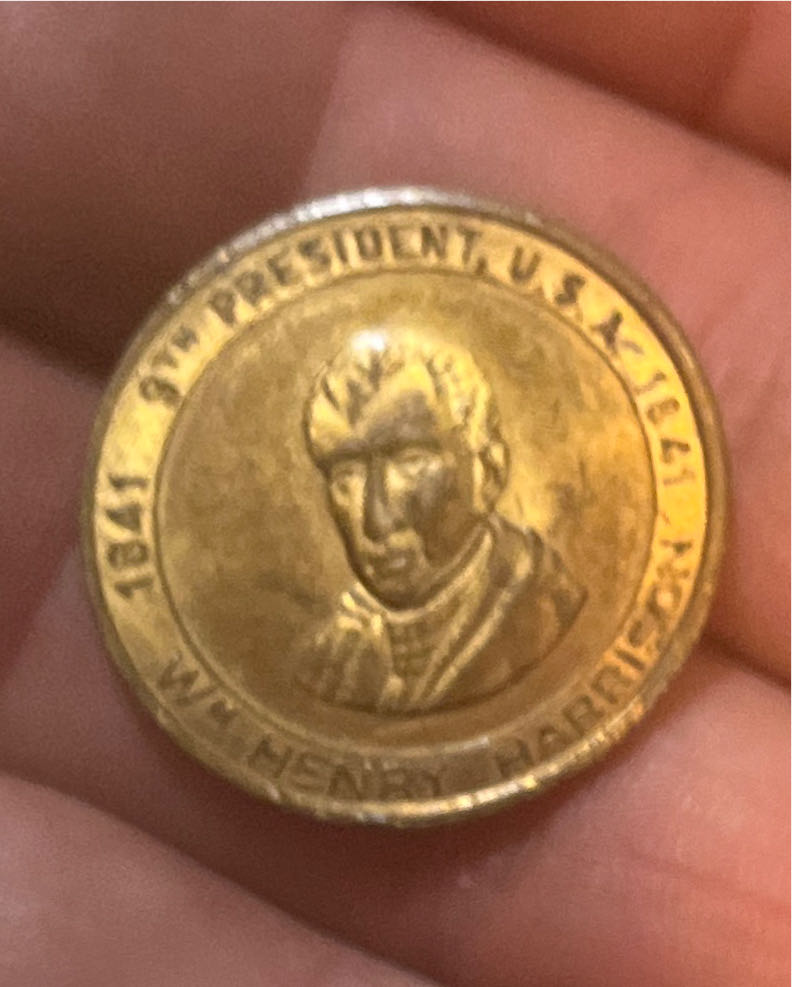 1841 9TH PRESIDENT, U.S.A. 1841
WM HENRY HARRISON